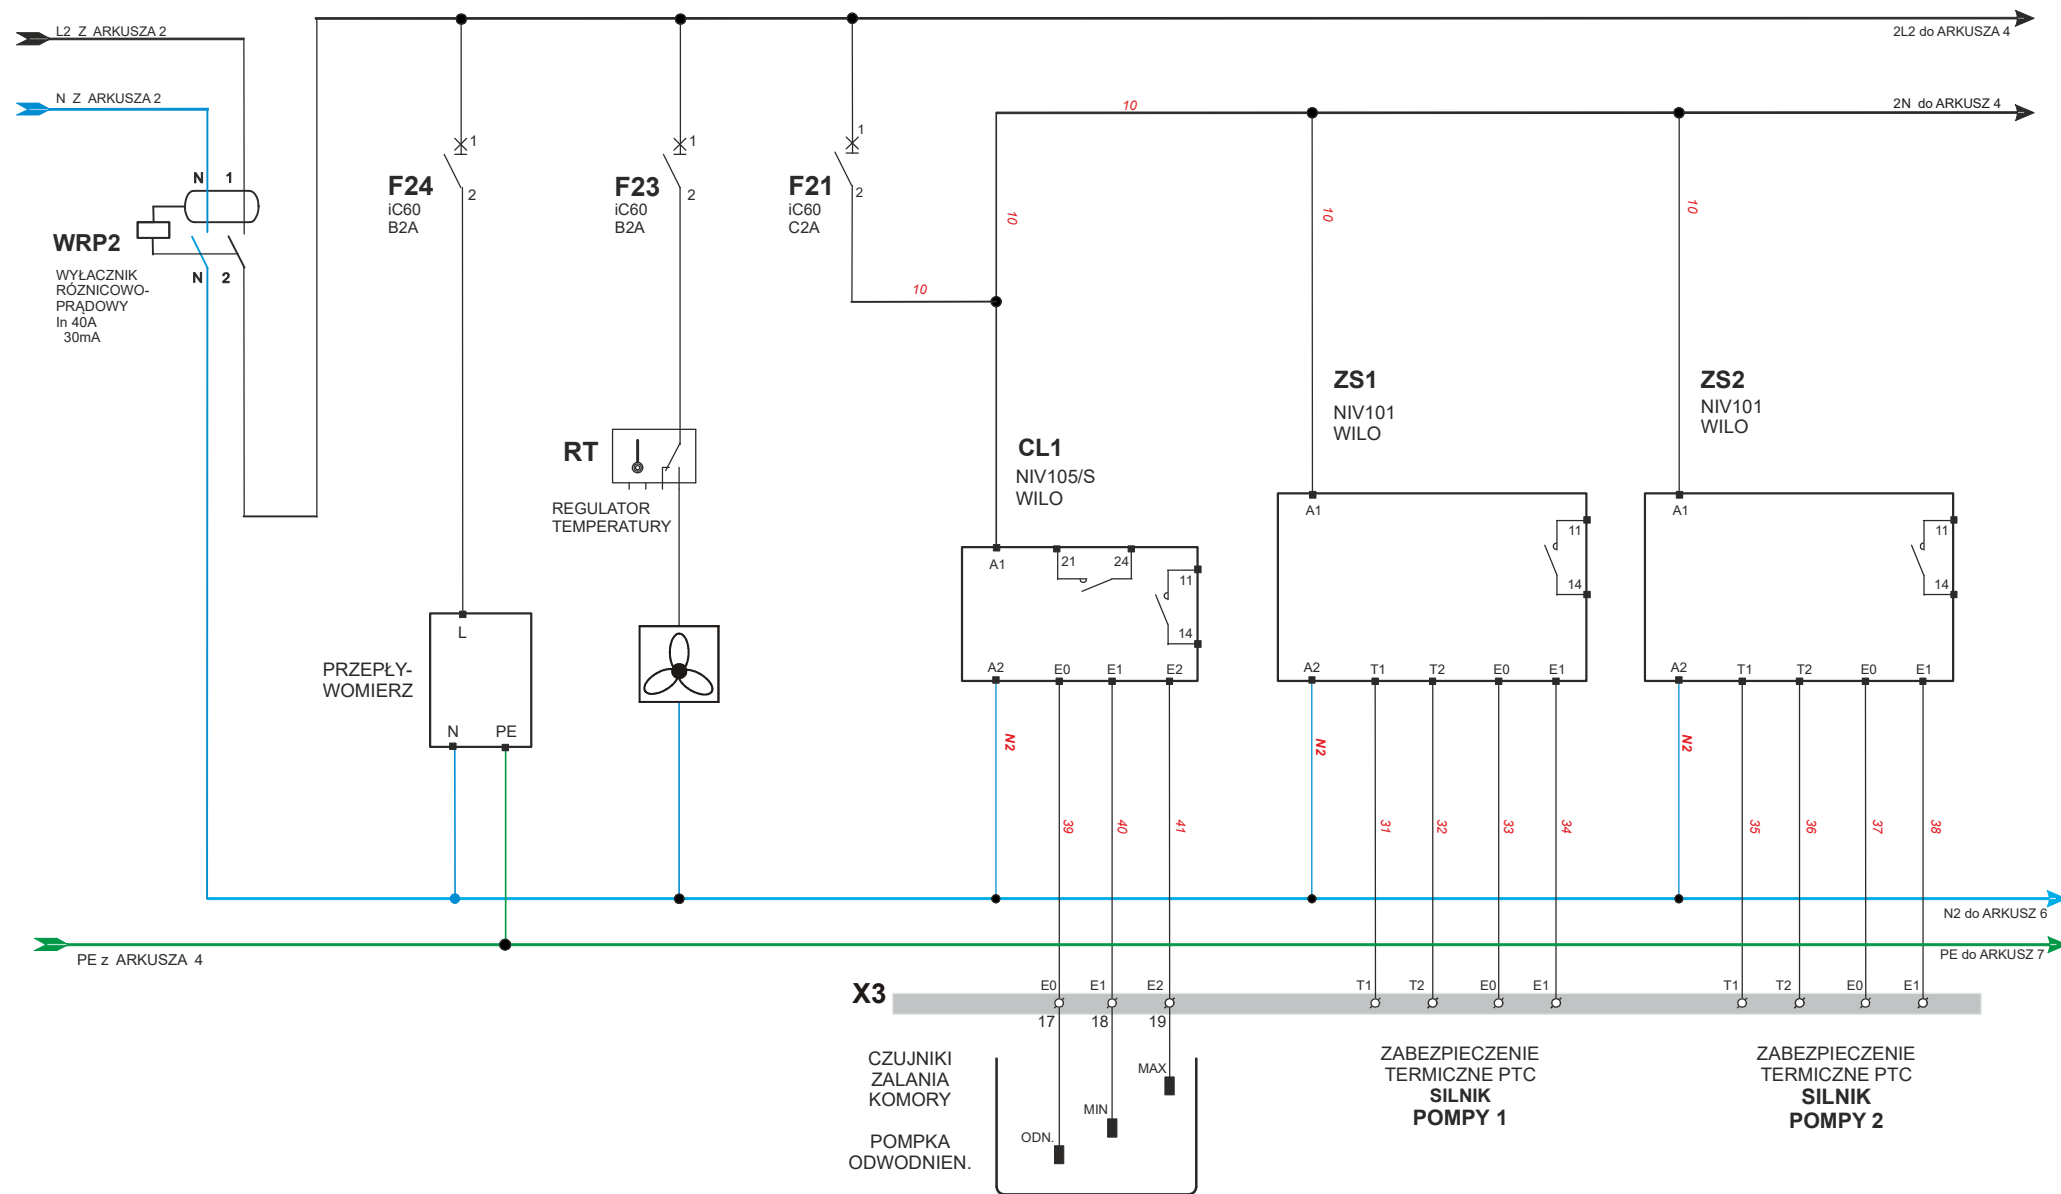 L2 Z ARKUSZA 2
2L2 do ARKUSZA 4
N Z ARKUSZA 2
10
2N do ARKUSZ 4
N 1
N 2
WRP2
WYŁACZNIK
RÓZNICOWO-
PRĄDOWY
In 40A
30mA
1
F24
iC60
B2A
2
1
F23
iC60
B2A
2
1
F21
iC60
C2A
2
10
10
10
10
RT
REGULATOR
TEMPERATURY
CL1
NIV105/S
WILO
ZS1
NIV101
WILO
ZS2
NIV101
WILO
PRZEPŁY-
WOMIERZ
L
N PE
A1 21 24
11
14
A2 E0 E1 E2
A1
11
14
A2 T1 T2 E0 E1
A1
11
14
A2 T1 T2 E0 E1
N2
39
40
41
N2
31
32
33
34
N2
35
36
37
38
N2 do ARKUSZ 6
PE z ARKUSZA 4
PE do ARKUSZ 7
X3
E0 E1 E2 T1 T2 E0 E1 T1 T2 E0 E1
17 18 19
CZUJNIKI
ZALANIA
KOMORY
POMPKA
ODWODNIEN.
MAX
MIN
ODN.
ZABEZPIECZENIE
TERMICZNE PTC
SILNIK
POMPY 1
ZABEZPIECZENIE
TERMICZNE PTC
SILNIK
POMPY 2